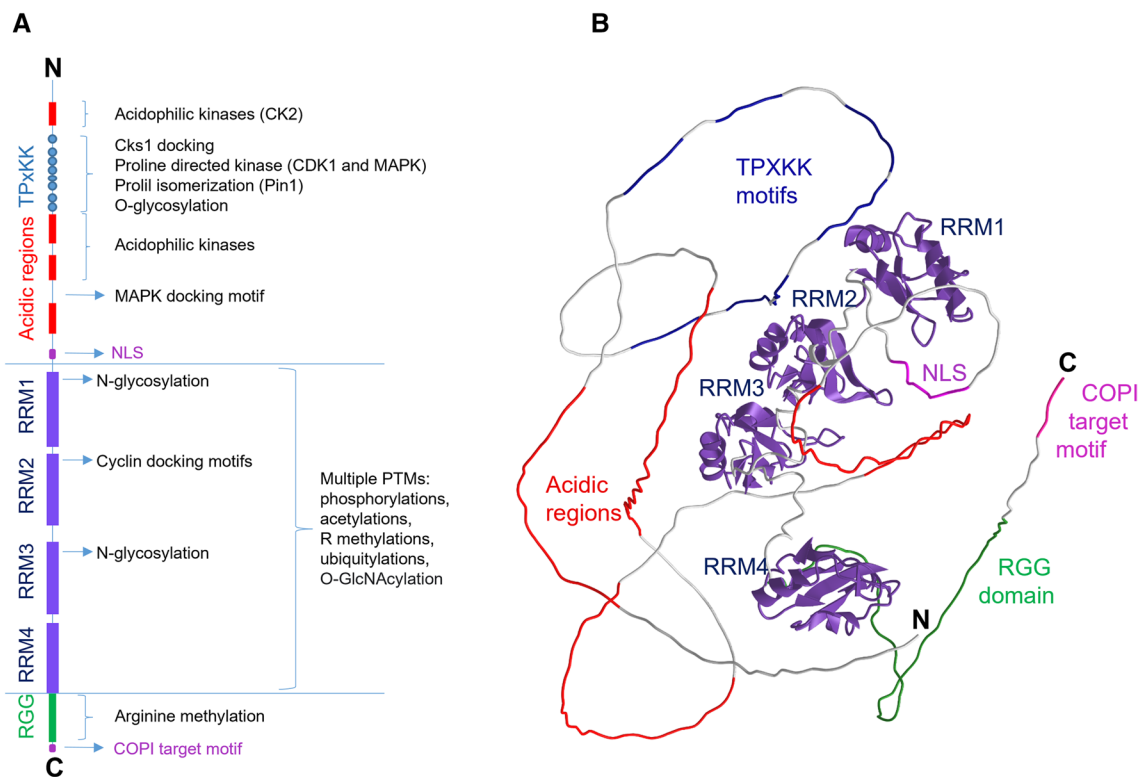 A
N
Acidophilic kinases (CK2)
TPxKK
Cks1 docking
Proline directed kinase (CDK1 and MAPK)
Prolil isomerization (Pin1)
O-glycosylation
Acidic regions
Acidophilic kinases
MAPK docking motif
NLS
RRM1
N-glycosylation
RRM2
Cyclin docking motifs
RRM3
N-glycosylation
RRM4
Multiple PTMs:
phosphorylations,
acetylations,
R methylations,
ubiquitylations,
O-GlcNAcylation
RGG
Arginine methylation
COPI target motif
C
B
TPXKK
motifs
RRM1
RRM2
NLS
RRM3
C
COPI
target
motif
Acidic
regions
RRM4
RGG
domain
N